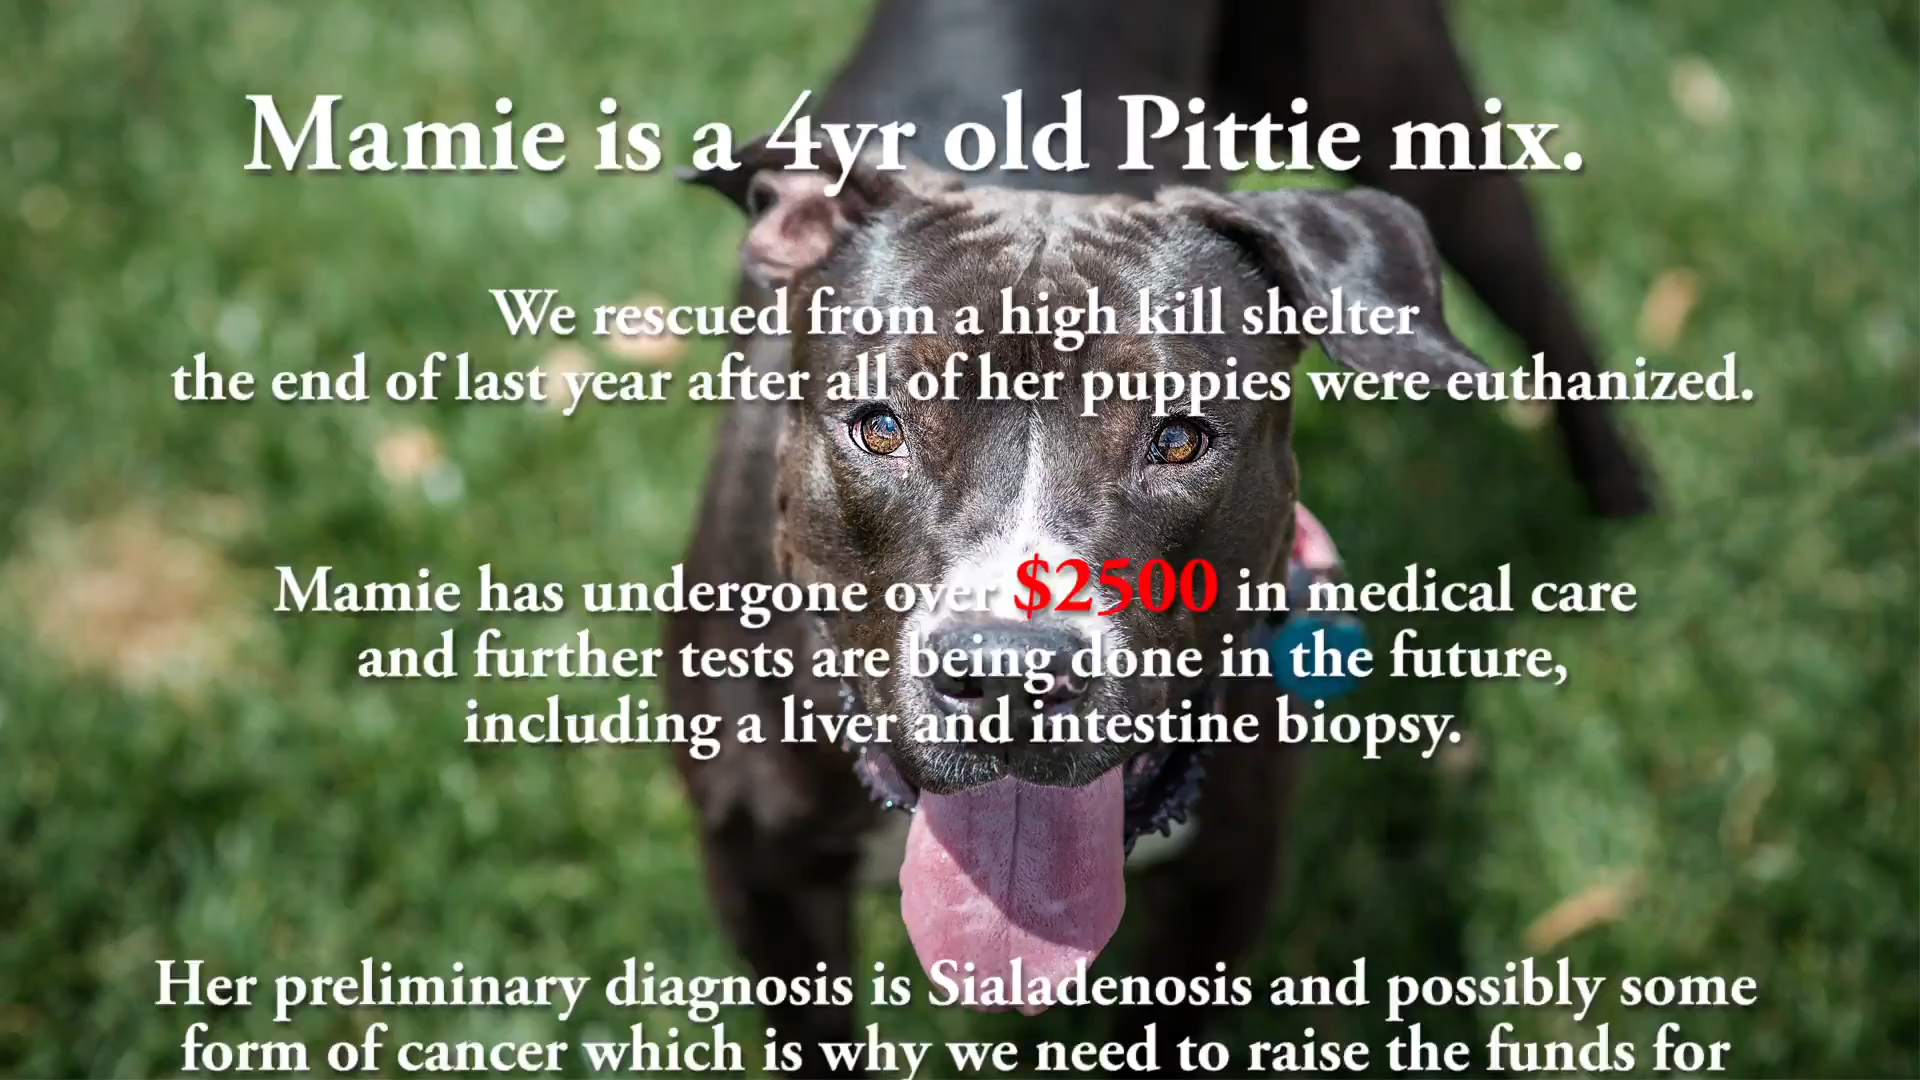 Mamie is a 4yr old Pittie mix.
We rescued from a high kill shelter
the end of last year after all of her puppies were euthanized.
Mamie has undergone over $2500 in medical care
and further tests are being done in the future,
including a liver and intestine biopsy.
Her preliminary diagnosis is Sialadenosis and possibly some
form of cancer which is why we need to raise the funds for